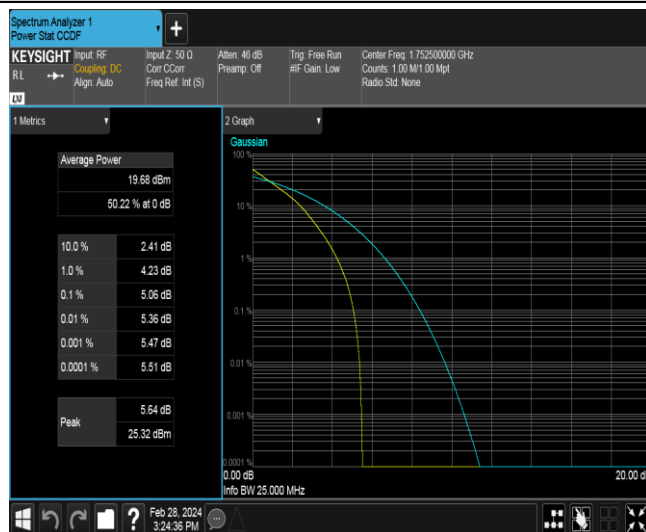 Spectrum Analyzer 1
Power Stat CCDF
KEYSIGHT
RL
LXI
Input: RF
Coupling: DC
Align: Auto
Input Z: 50 Ω
Corr CCorr
Freq Ref: Int (S)
Atten: 46 dB
Preamp: Off
Trig: Free Run
#IF Gain: Low
Center Freq: 1.752500000 GHz
Counts: 1.00 M/1.00 Mpt
Radio Std: None
1 Metrics
Average Power
19.68 dBm
50.22 % at 0 dB
10.0 % 2.41 dB
1.0 % 4.23 dB
0.1 % 5.06 dB
0.01 % 5.36 dB
0.001 % 5.47 dB
0.0001 % 5.51 dB
Peak
5.64 dB
25.32 dBm
2 Graph
Gaussian
100 %
10 %
1 %
0.1 %
0.01 %
0.001 %
0.0001 %
0.00 dB
20.00 d
Info BW 25.000 MHz
?
Feb 28, 2024
3:24:36 PM